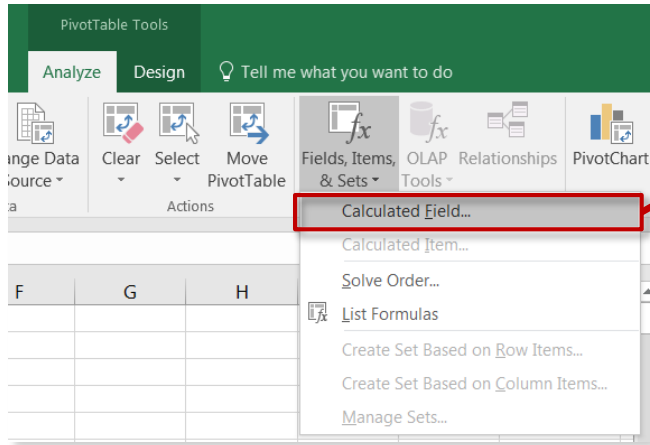 PivotTable Tools
Analyze Design Tell me what you want to do
ange Data Clear Select Move Fields, Items, OLAP Relationships PivotChart
Source PivotTable & Sets Tools
a Actions
Calculated Field...
Calculated Item...
F G H
Solve Order...
List Formulas
Create Set Based on Row Items...
Create Set Based on Column Items...
Manage Sets...